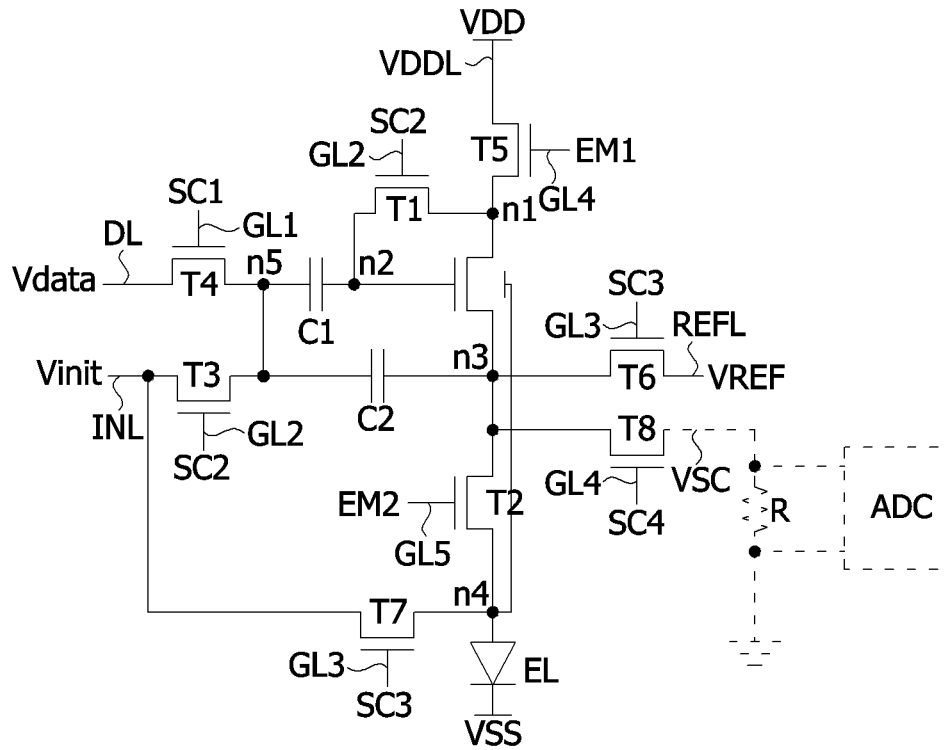 VDD
VDDL
SC2
GL2
T5
EM1
GL4
SC1
GL1
T1
n1
DL
n5
n2
Vdata
T4
C1
SC3
GL3
REFL
n3
Vinit
T3
T6
VREF
INL
GL2
C2
SC2
T8
GL4
VSC
SC4
R
ADC
EM2
T2
GL5
n4
T7
GL3
SC3
EL
VSS